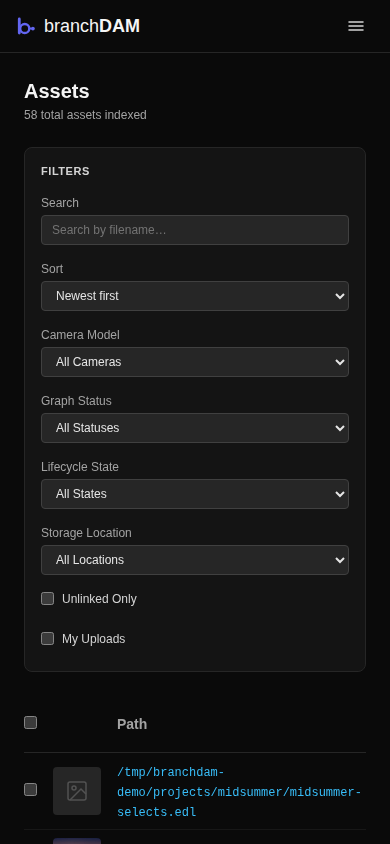 branchDAM
Assets
58 total assets indexed
FILTERS
Search
Search by filename…
Sort
Newest first
Camera Model
All Cameras
Graph Status
All Statuses
Lifecycle State
All States
Storage Location
All Locations
Unlinked Only
My Uploads
Path
/tmp/branchdam-
demo/projects/midsummer/midsummer-
selects.edl